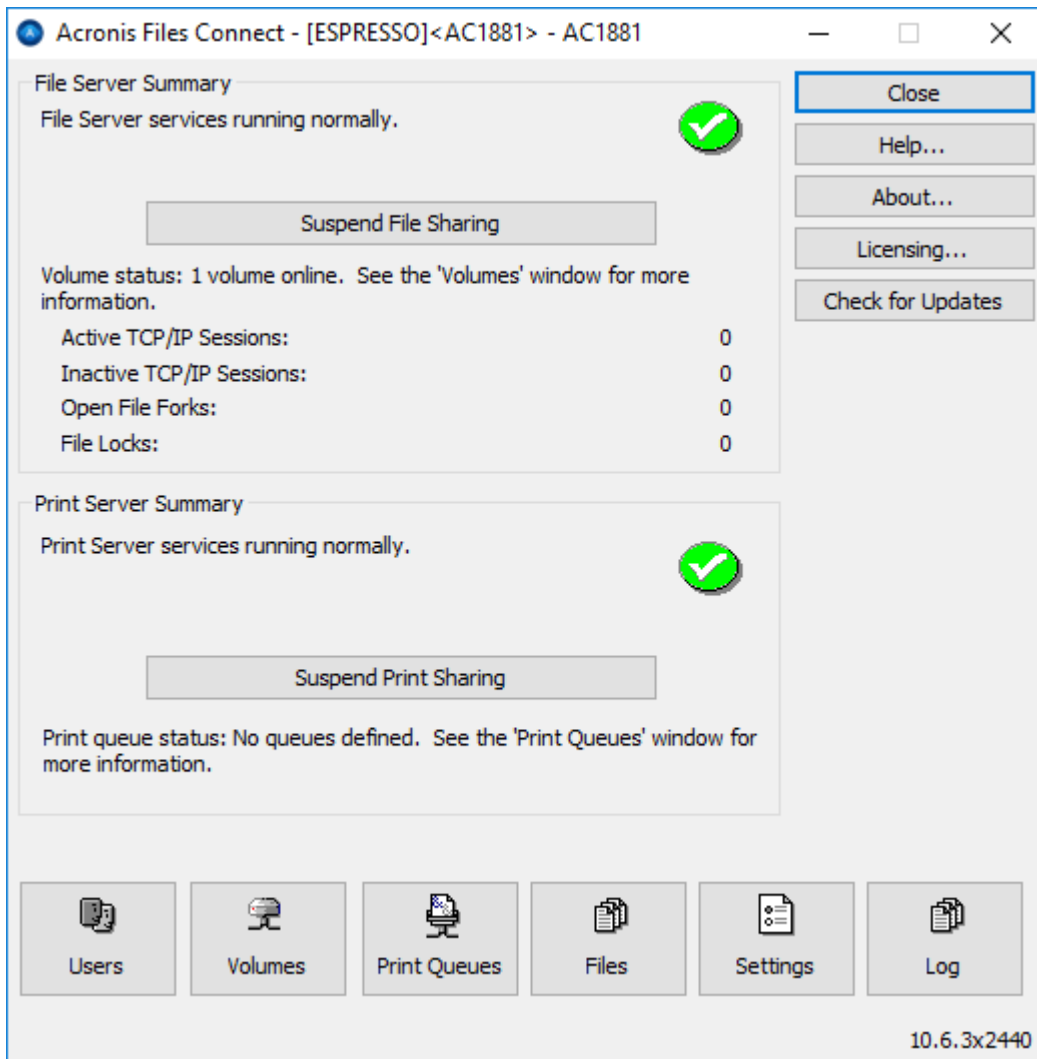 Acronis Files Connect - [ESPRESSO]<AC1881> - AC1881
File Server Summary
File Server services running normally.
Suspend File Sharing
Volume status: 1 volume online.  See the 'Volumes' window for more
information.
Active TCP/IP Sessions: 0
Inactive TCP/IP Sessions: 0
Open File Forks: 0
File Locks: 0
Close
Help...
About...
Licensing...
Check for Updates
Print Server Summary
Print Server services running normally.
Suspend Print Sharing
Print queue status: No queues defined.  See the 'Print Queues' window for
more information.
Users
Volumes
Print Queues
Files
Settings
Log
10.6.3x2440